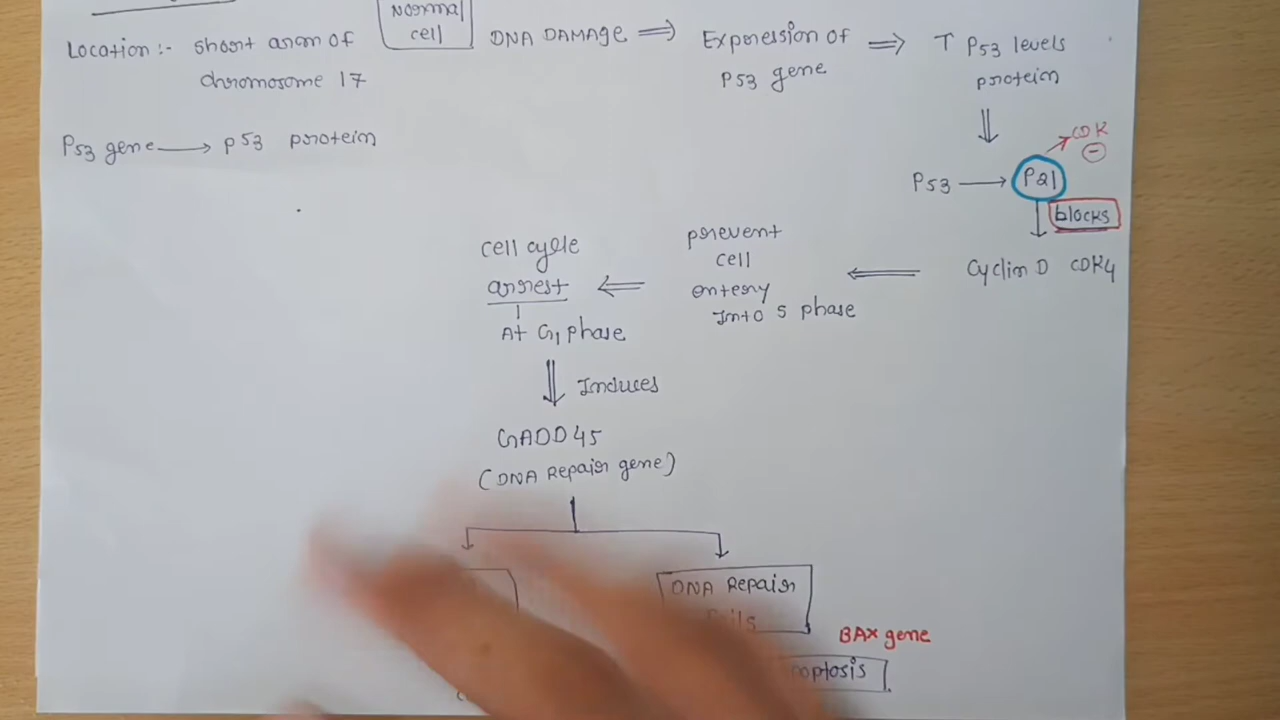 Location :- short arm of
chromosome 17
P53 gene → p53 protein
Normal
cell
DNA DAMAGE ⇒
Expression of
P53 gene
⇒ ↑ P53 levels
protein
P53 → P21
CDK
⊖
blocks
Cyclin D CDK4
prevent
cell
entery
Into S phase
cell cycle
arrest
At G1 phase
Induces
GADD45
(DNA Repair gene)
DNA Repair
BAX gene